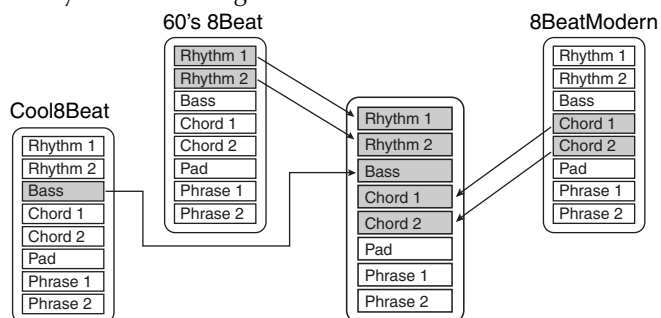 60's 8Beat
Rhythm 1
Rhythm 2
Bass
Chord 1
Chord 2
Pad
Phrase 1
Phrase 2
8BeatModern
Rhythm 1
Rhythm 2
Bass
Chord 1
Chord 2
Pad
Phrase 1
Phrase 2
Cool8Beat
Rhythm 1
Rhythm 2
Bass
Chord 1
Chord 2
Pad
Phrase 1
Phrase 2
Rhythm 1
Rhythm 2
Bass
Chord 1
Chord 2
Pad
Phrase 1
Phrase 2